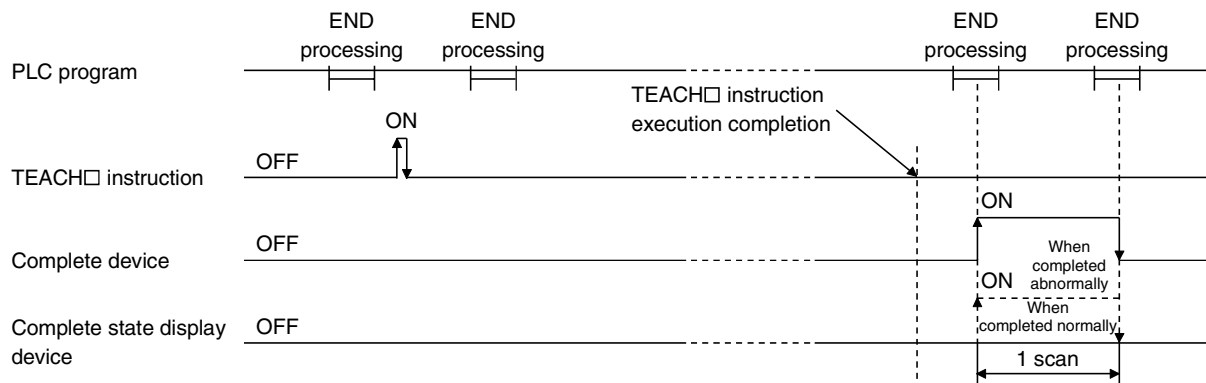 END
processing
END
processing
END
processing
END
processing
PLC program
TEACH□ instruction
execution completion
ON
OFF
TEACH□ instruction
ON
OFF
Complete device
When
completed
abnormally
ON
OFF
When
completed normally
Complete state display
device
1 scan